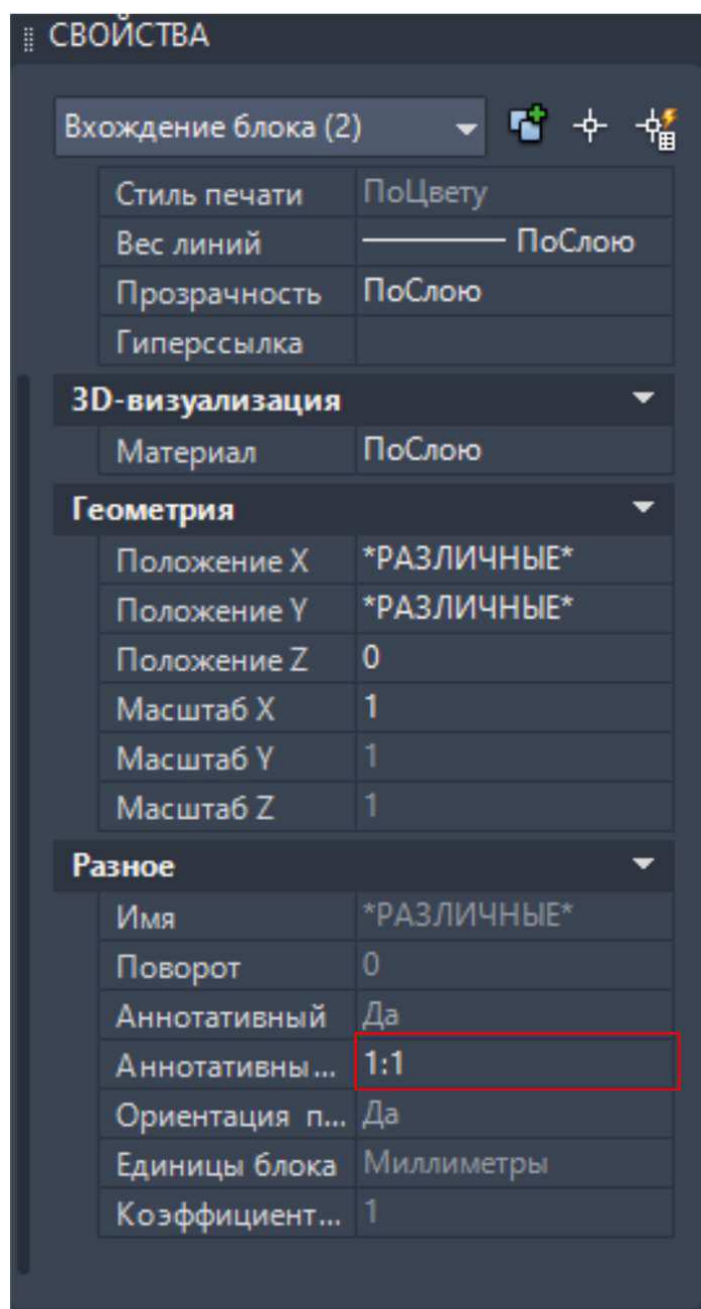 СВОЙСТВА
Вхождение блока (2)
Стиль печати ПоЦвету
Вес линий ПоСлою
Прозрачность ПоСлою
Гиперссылка
3D-визуализация
Материал ПоСлою
Геометрия
Положение X *РАЗЛИЧНЫЕ*
Положение Y *РАЗЛИЧНЫЕ*
Положение Z 0
Масштаб X 1
Масштаб Y 1
Масштаб Z 1
Разное
Имя *РАЗЛИЧНЫЕ*
Поворот 0
Аннотативный Да
Аннотативны... 1:1
Ориентация п... Да
Единицы блока Миллиметры
Коэффициент... 1